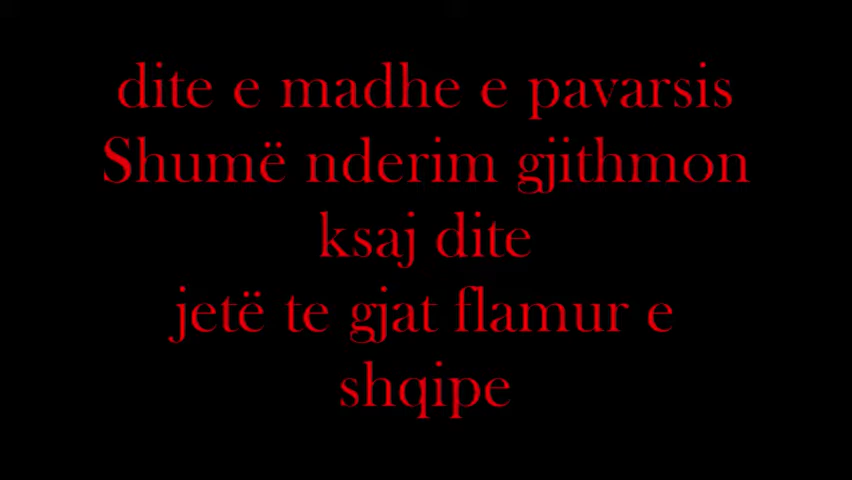 dite e madhe e pavarsis
Shumë nderim gjithmon
ksaj dite
jetë te gjat flamur e
shqipe